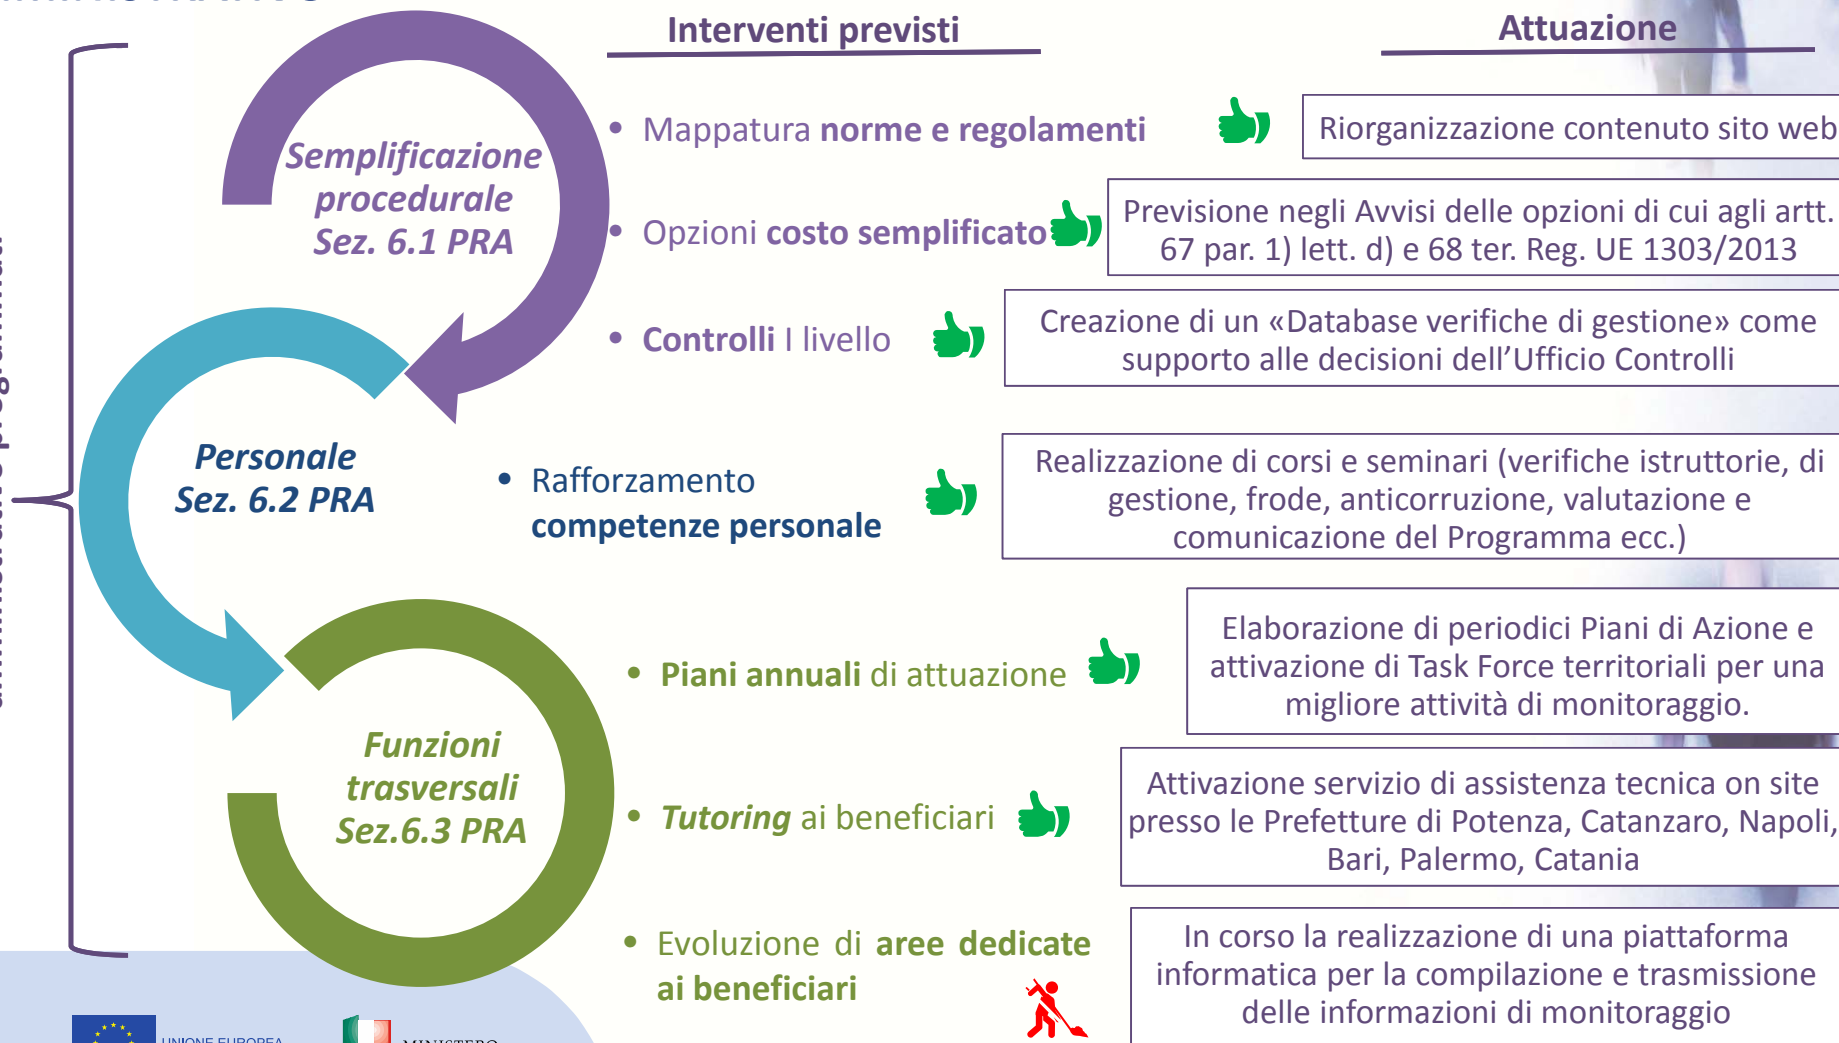 Interventi previsti
Attuazione
Semplificazione
procedurale
Sez. 6.1 PRA
• Mappatura norme e regolamenti
Riorganizzazione contenuto sito web
• Opzioni costo semplificato
Previsione negli Avvisi delle opzioni di cui agli artt.
67 par. 1) lett. d) e 68 ter. Reg. UE 1303/2013
• Controlli I livello
Creazione di un «Database verifiche di gestione» come
supporto alle decisioni dell’Ufficio Controlli
Personale
Sez. 6.2 PRA
• Rafforzamento
competenze personale
Realizzazione di corsi e seminari (verifiche istruttorie, di
gestione, frode, anticorruzione, valutazione e
comunicazione del Programma ecc.)
Funzioni
trasversali
Sez.6.3 PRA
• Piani annuali di attuazione
Elaborazione di periodici Piani di Azione e
attivazione di Task Force territoriali per una
migliore attività di monitoraggio.
• Tutoring ai beneficiari
Attivazione servizio di assistenza tecnica on site
presso le Prefetture di Potenza, Catanzaro, Napoli,
Bari, Palermo, Catania
• Evoluzione di aree dedicate
ai beneficiari
In corso la realizzazione di una piattaforma
informatica per la compilazione e trasmissione
delle informazioni di monitoraggio
UNIONE EUROPEA
MINISTERO